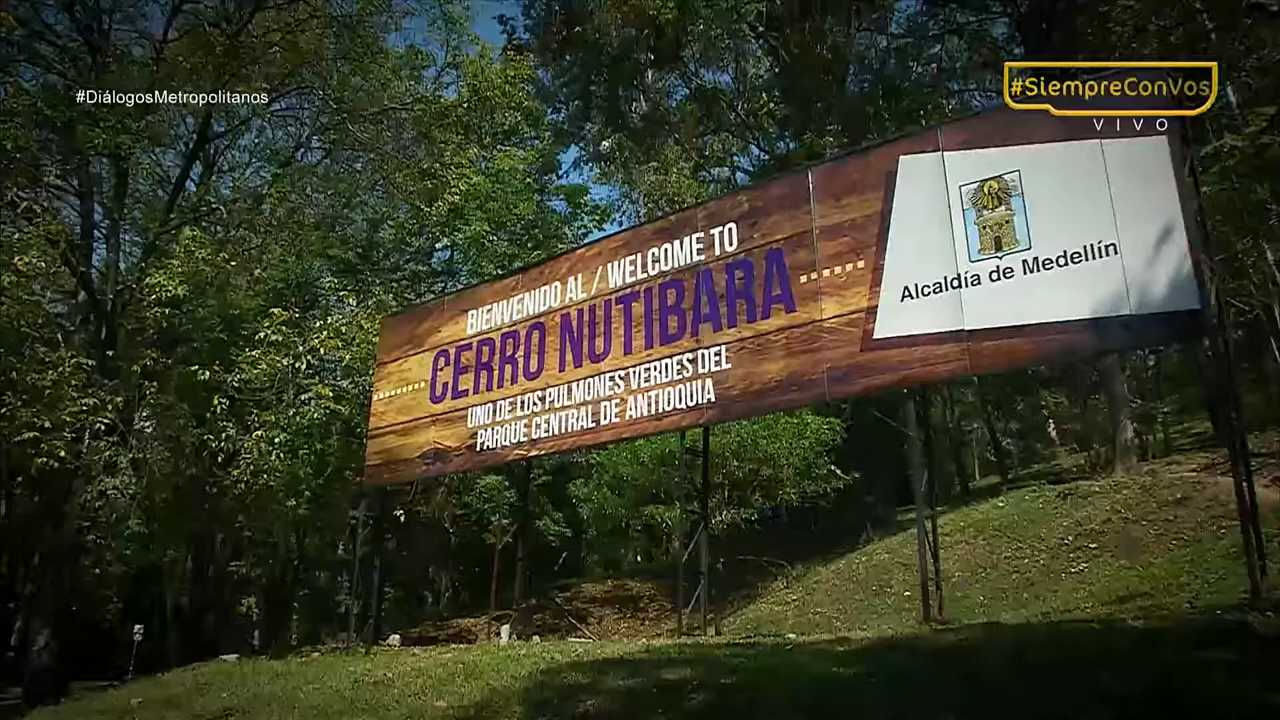 #DiálogosMetropolitanos
#SiempreConVos
VIVO
BIENVENIDO AL / WELCOME TO
CERRO NUTIBARA
UNO DE LOS PULMONES VERDES DEL
PARQUE CENTRAL DE ANTIOQUIA
Alcaldía de Medellín